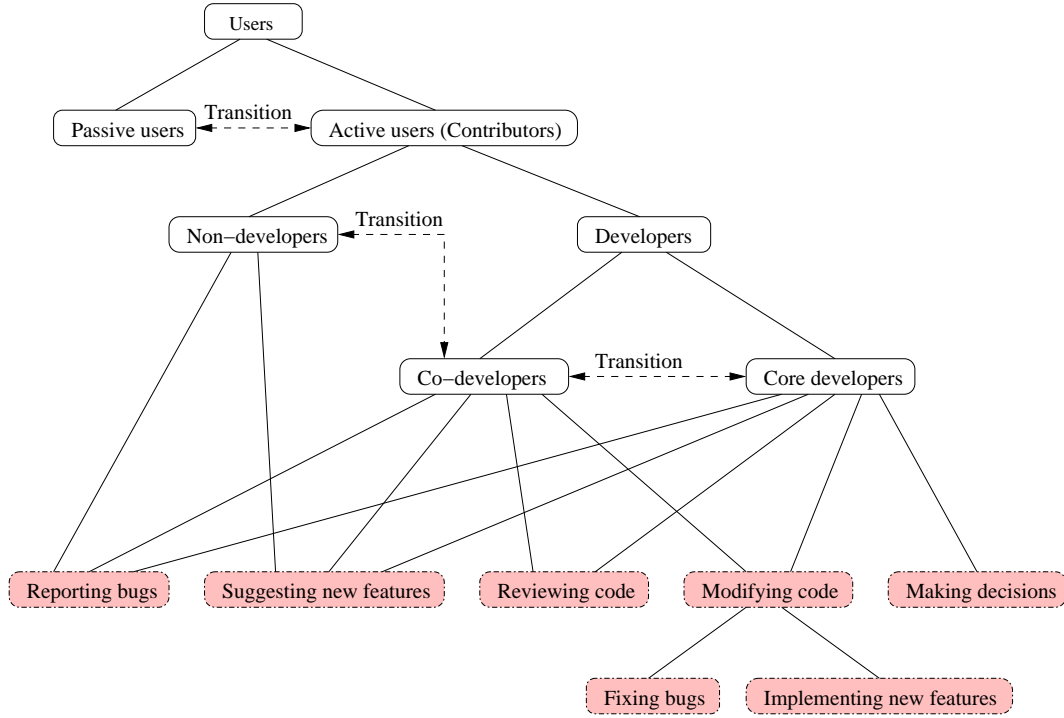 Users
Transition
Passive users
Active users (Contributors)
Transition
Non−developers
Developers
Transition
Co−developers
Core developers
Reporting bugs
Suggesting new features
Reviewing code
Modifying code
Making decisions
Fixing bugs
Implementing new features